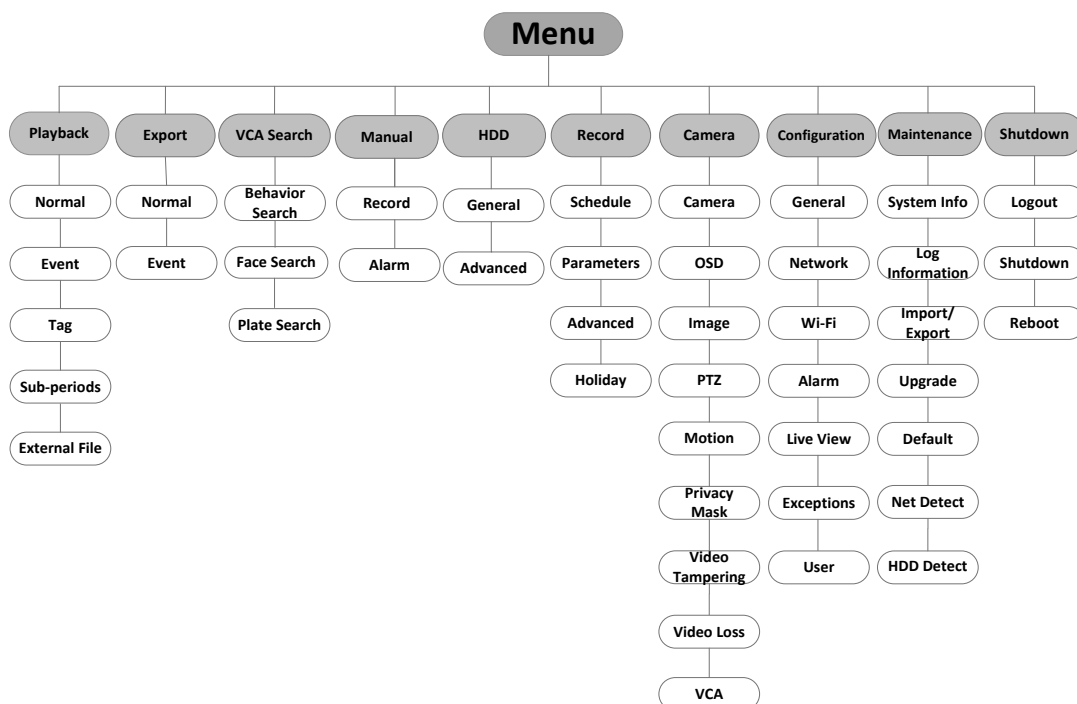 Menu
Playback
Export
VCA Search
Manual
HDD
Record
Camera
Configuration
Maintenance
Shutdown
Normal
Normal
Behavior
Search
Record
General
Schedule
Camera
General
System Info
Logout
Event
Event
Face Search
Alarm
Advanced
Parameters
OSD
Network
Log
Information
Shutdown
Tag
Plate Search
Advanced
Image
Wi-Fi
Import/
Export
Reboot
Sub-periods
Holiday
PTZ
Alarm
Upgrade
External File
Motion
Live View
Default
Privacy
Mask
Exceptions
Net Detect
Video
Tampering
User
HDD Detect
Video Loss
VCA